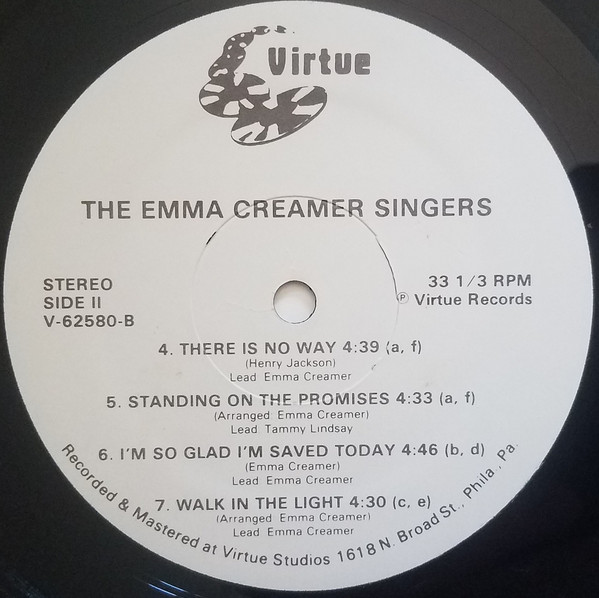 Virtue
THE EMMA CREAMER SINGERS
STEREO
SIDE II
V-62580-B
33 1/3 RPM
℗ Virtue Records
4. THERE IS NO WAY 4:39 (a, f)
(Henry Jackson)
Lead: Emma Creamer
5. STANDING ON THE PROMISES 4:33 (a, f)
(Arranged: Emma Creamer)
Lead: Tammy Lindsay
6. I'M SO GLAD I'M SAVED TODAY 4:46 (b, d)
(Emma Creamer)
Lead: Emma Creamer
7. WALK IN THE LIGHT 4:30 (c, e)
(Arranged: Emma Creamer)
Lead: Emma Creamer
Recorded & Mastered at Virtue Studios 1618 N. Broad St., Phila., Pa.